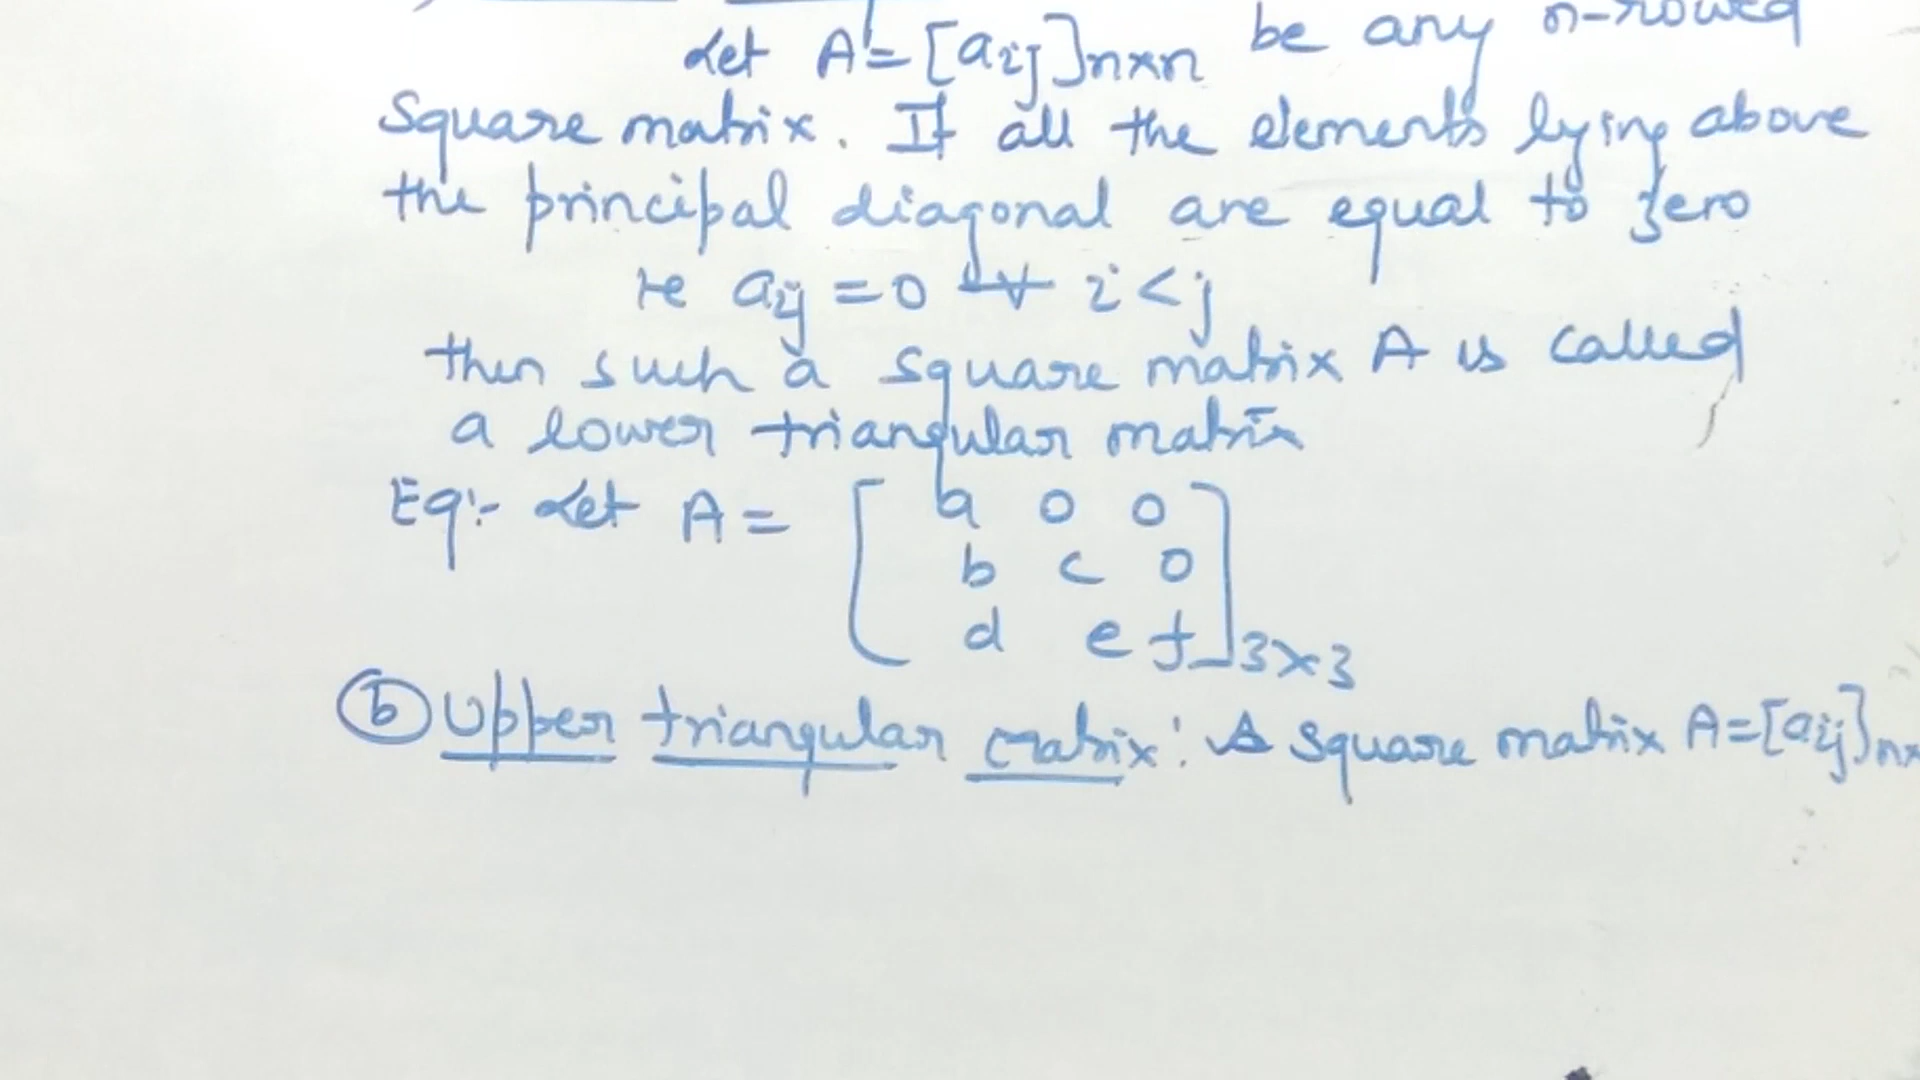 Let A = [aij]n×n be any n-rowed
Square matrix. If all the elements lying above
the principal diagonal are equal to zero
ie aij = 0 ∀ i < j
then such a square matrix A is called
a lower triangular matrix
Eg:- Let A = [ a 0 0
b c 0
d e f ]3×3
ⓑ Upper triangular matrix: A square matrix A = [aij]n×